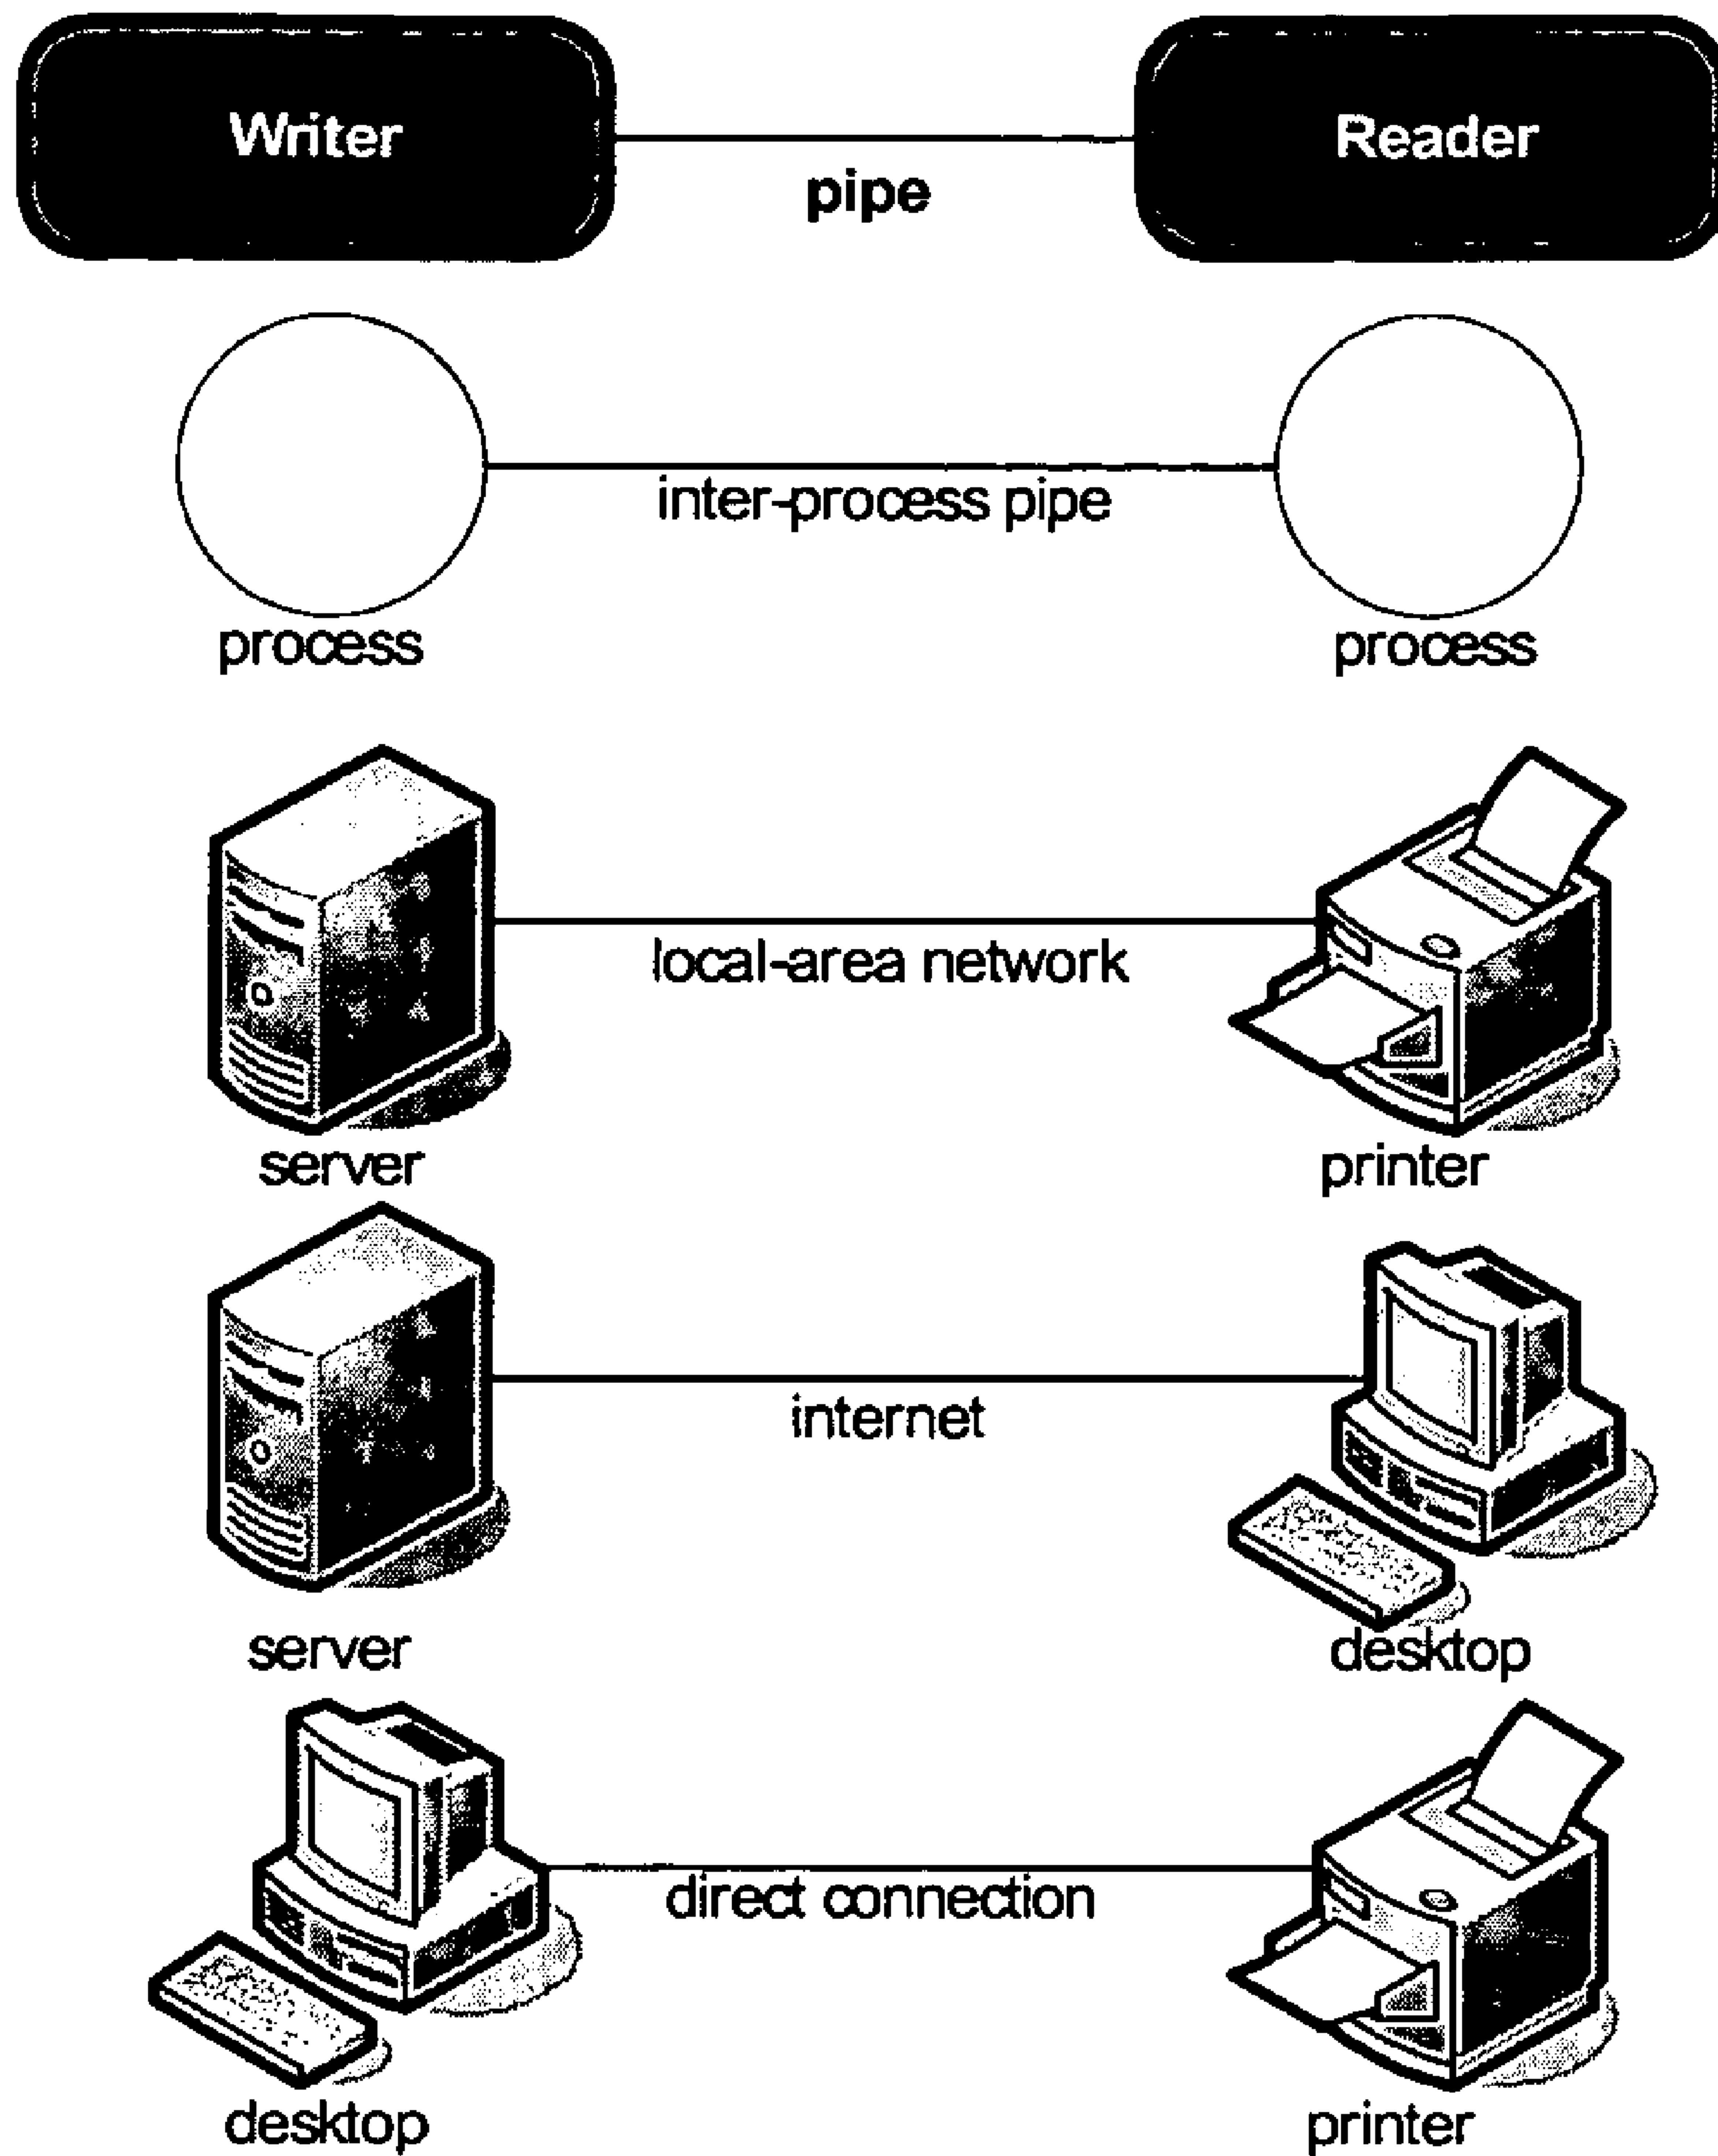 Writer
pipe
Reader
inter-process pipe
process
process
local-area network
server
printer
internet
server
desktop
direct connection
desktop
printer